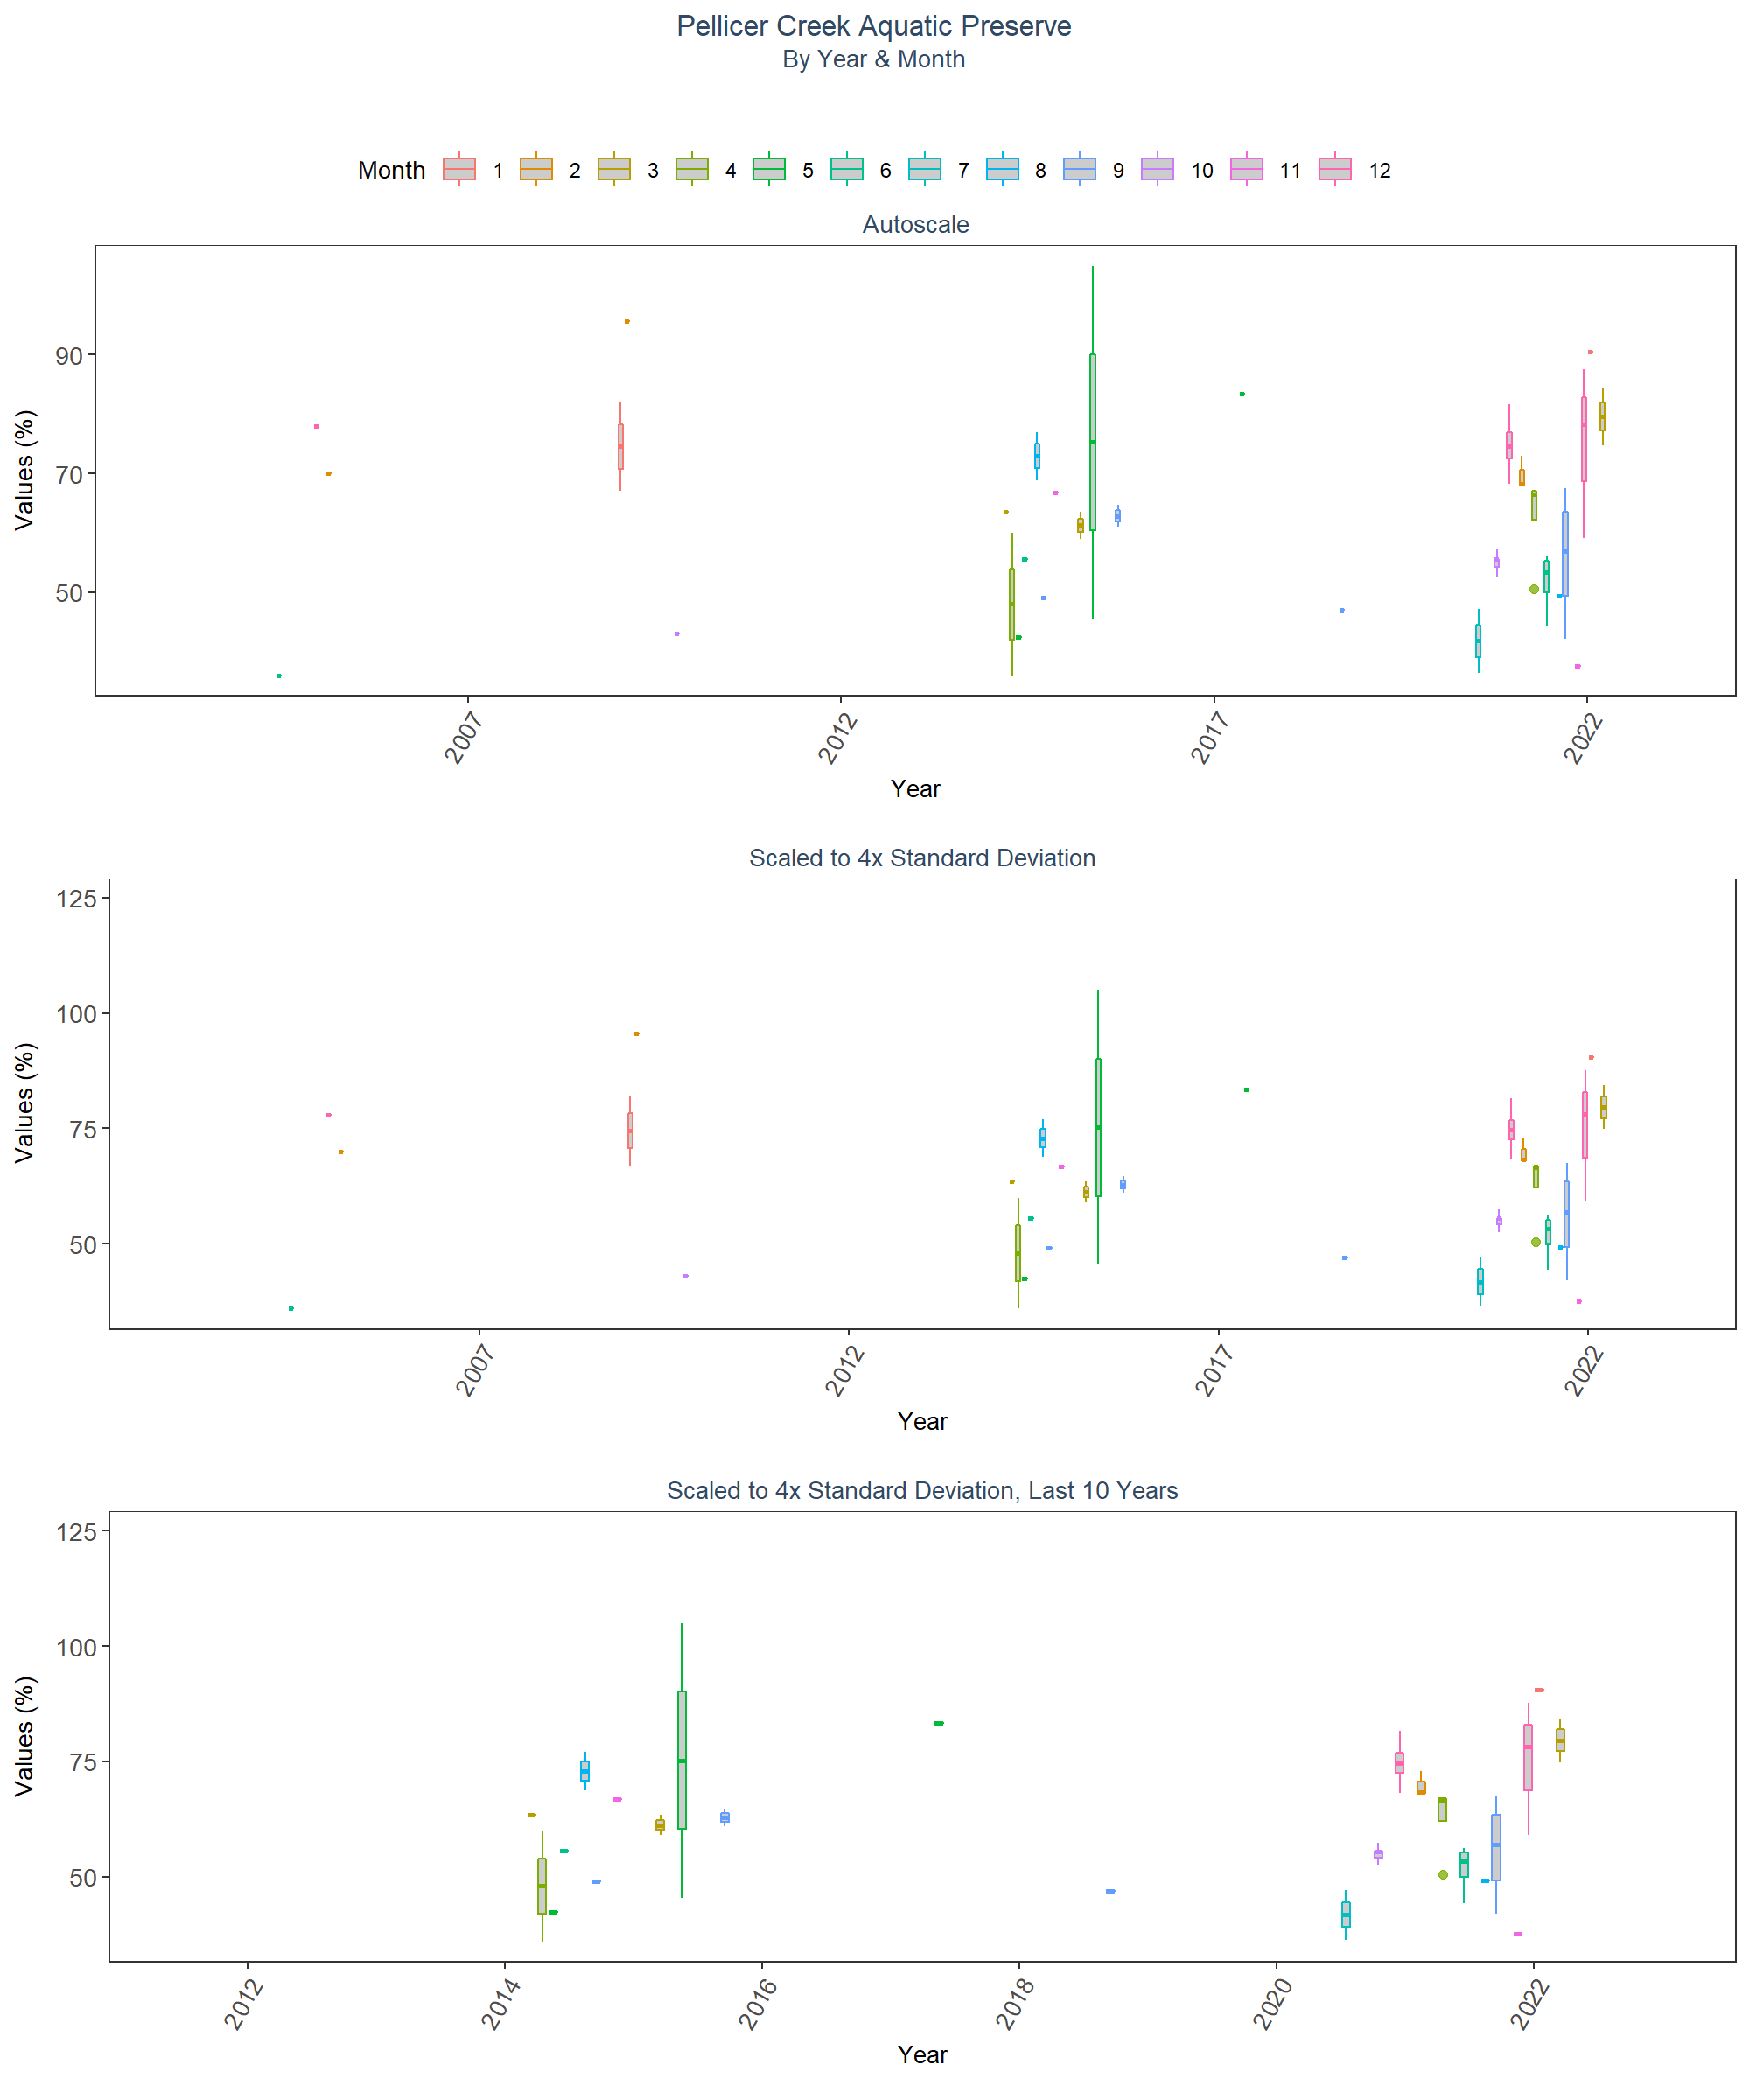 Pellicer Creek Aquatic Preserve
By Year & Month
Month 1 2 3 4 5 6 7 8 9 10 11 12
Autoscale
90
70
50
Values (%)
2007 2012 2017 2022
Year
Scaled to 4x Standard Deviation
125
100
75
50
Values (%)
2007 2012 2017 2022
Year
Scaled to 4x Standard Deviation, Last 10 Years
125
100
75
50
Values (%)
2012 2014 2016 2018 2020 2022
Year